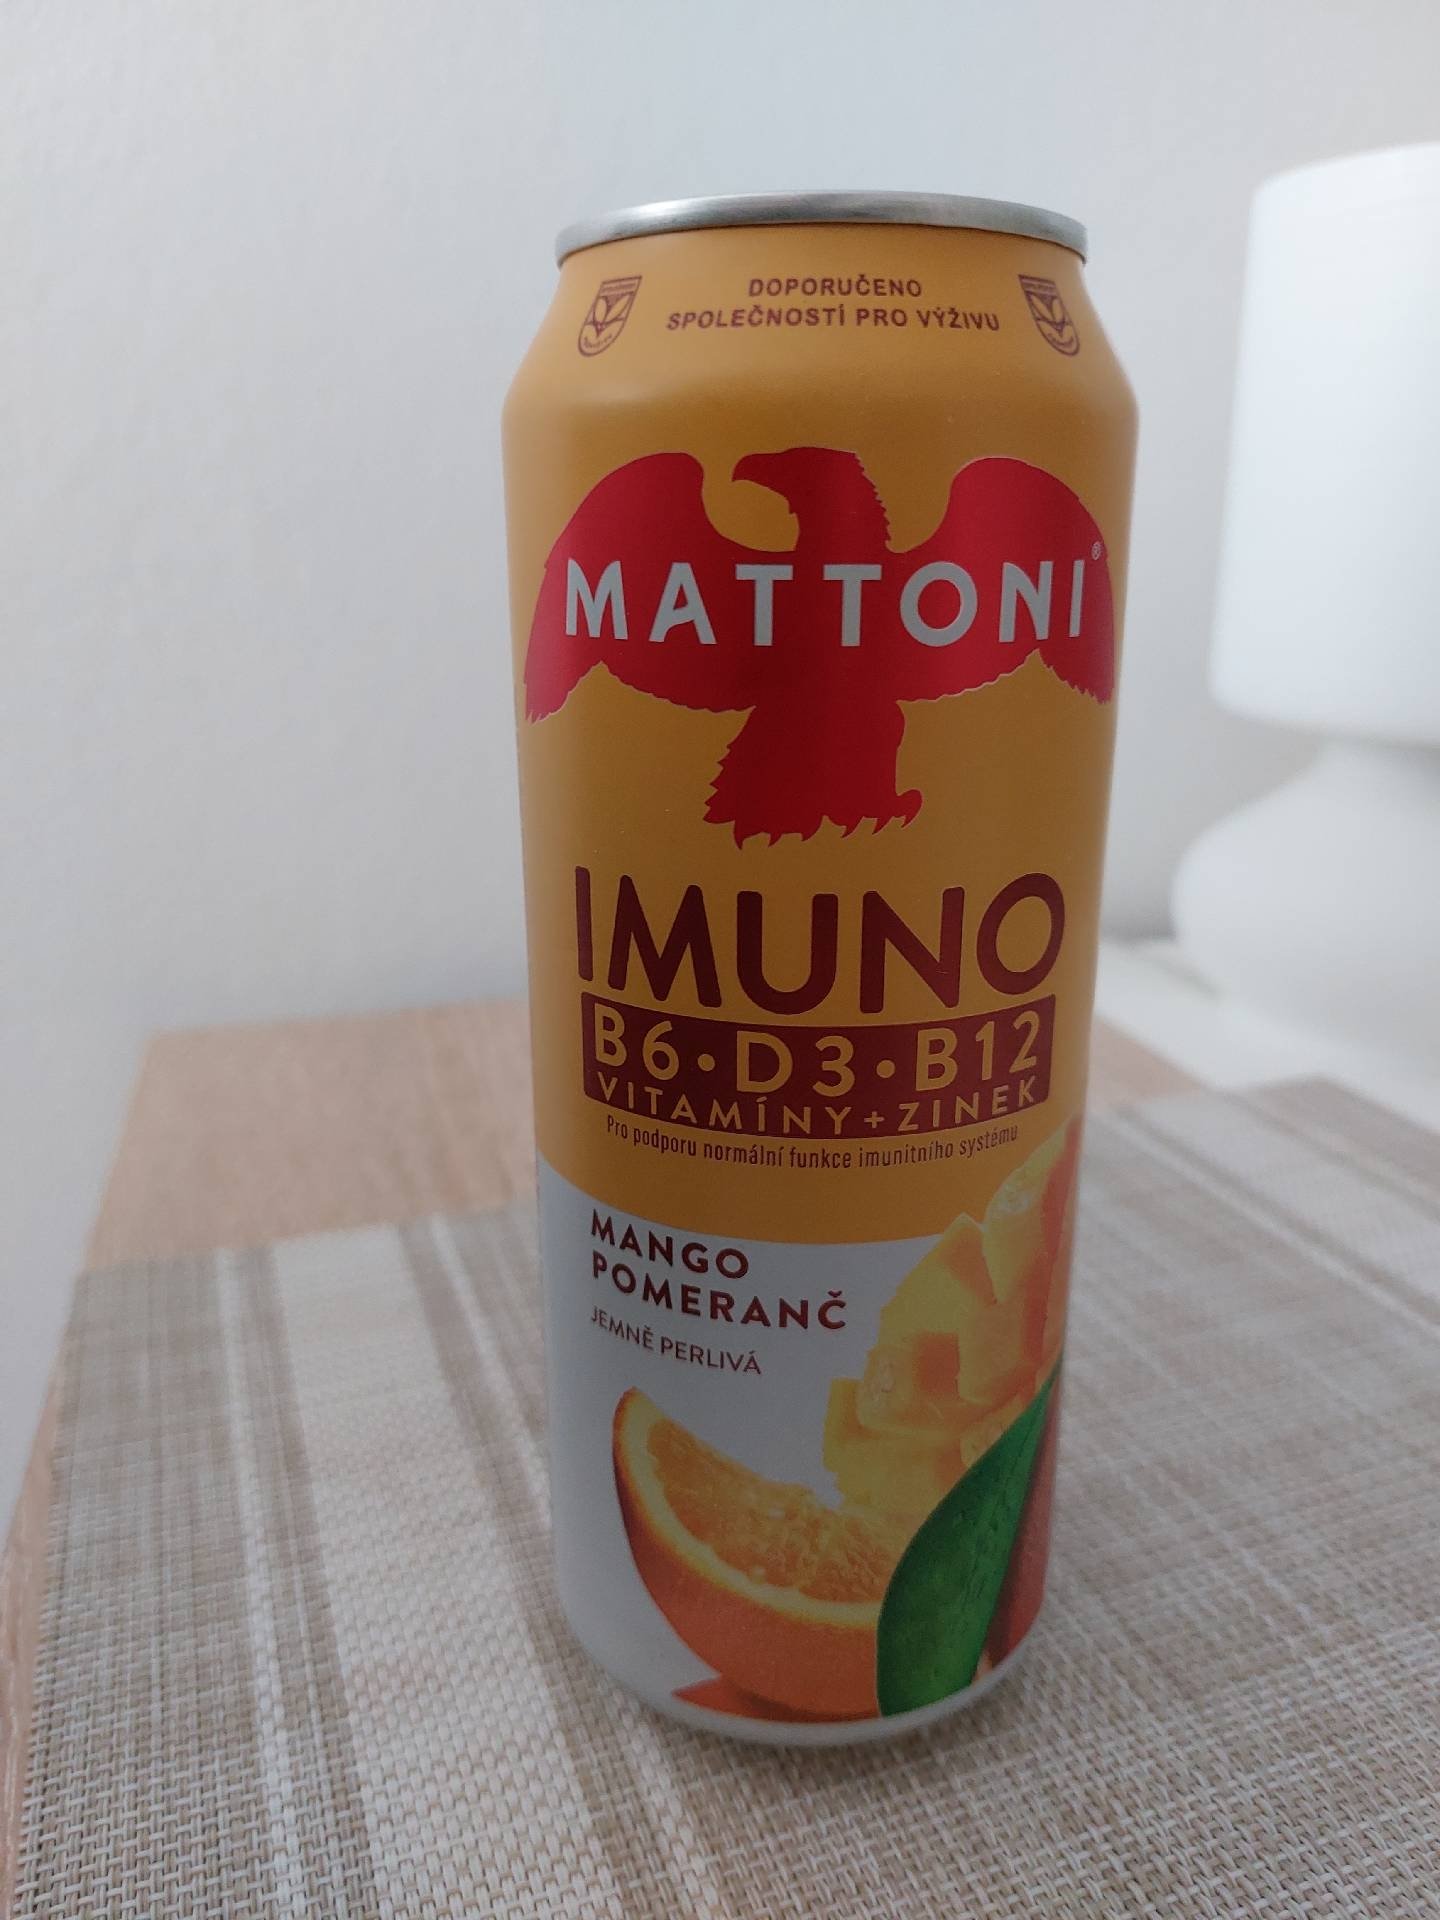 DOPORUČENO
SPOLEČNOSTÍ PRO VÝŽIVU
MATTONI®
IMUNO
B6•D3•B12
VITAMÍNY+ZINEK
Pro podporu normální funkce imunitního systému
MANGO
POMERANČ
JEMNĚ PERLIVÁ